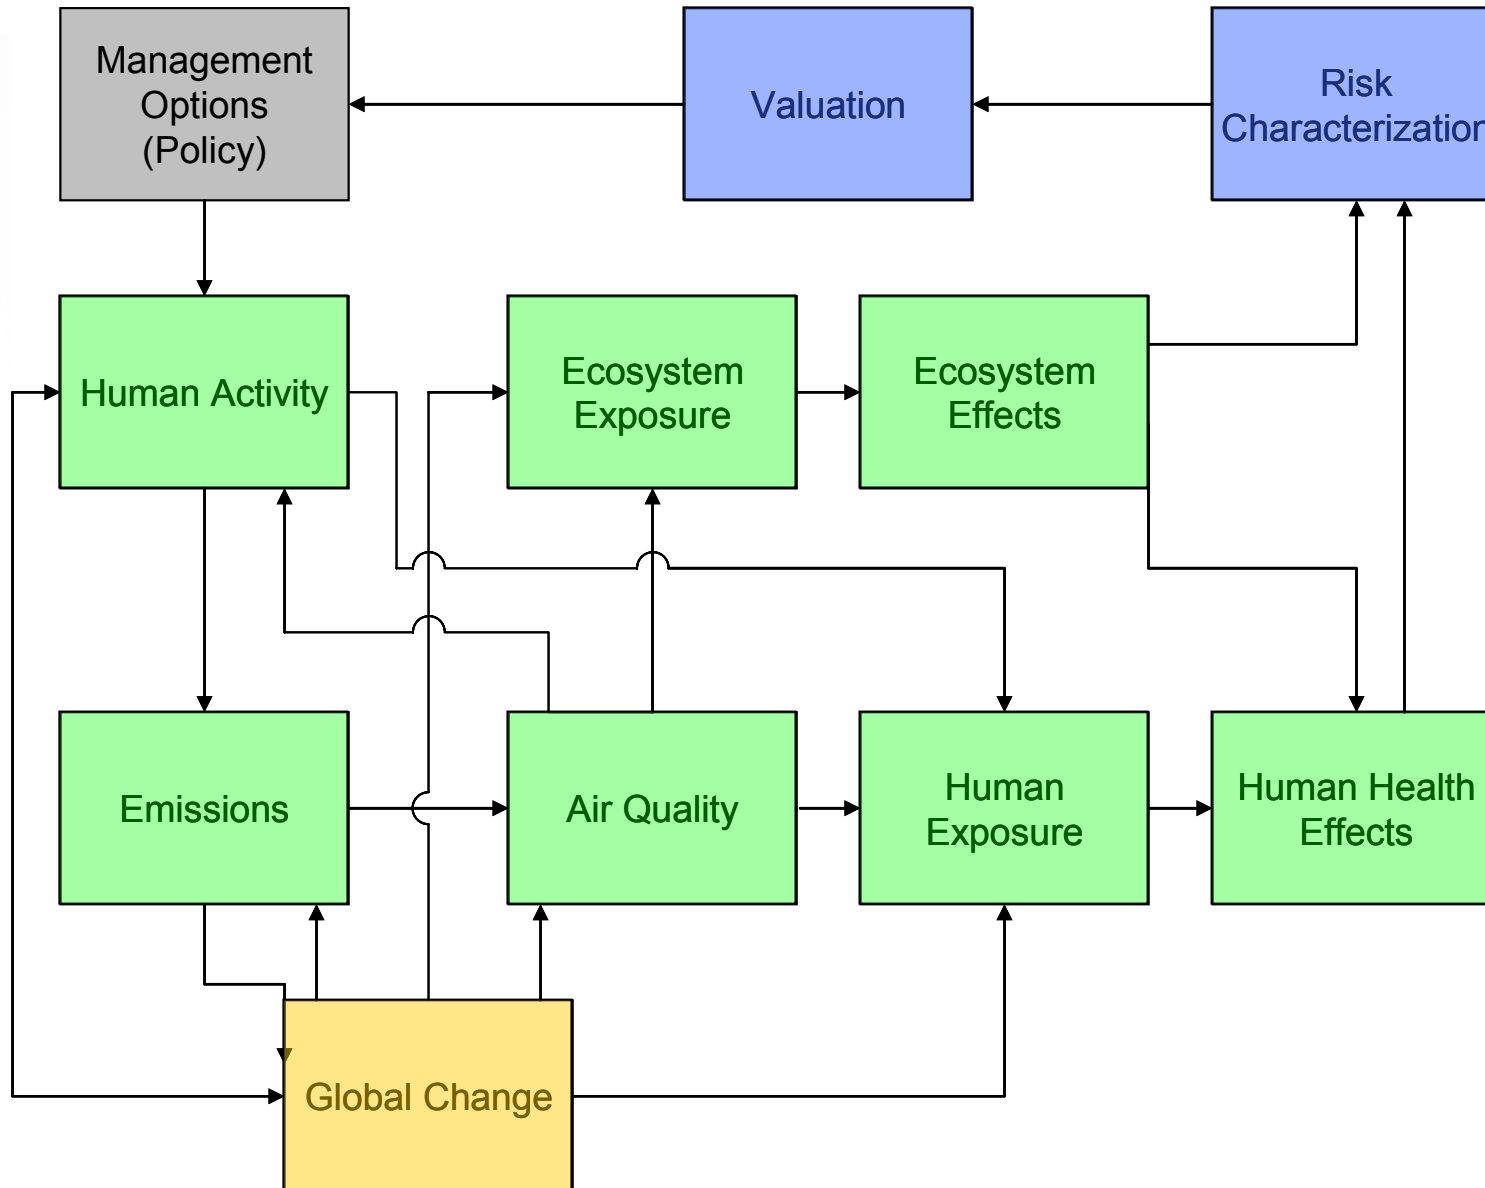 Management
Options
(Policy)
Valuation
Risk
Characterization
Human Activity
Ecosystem
Exposure
Ecosystem
Effects
Emissions
Air Quality
Human
Exposure
Human Health
Effects
Global Change